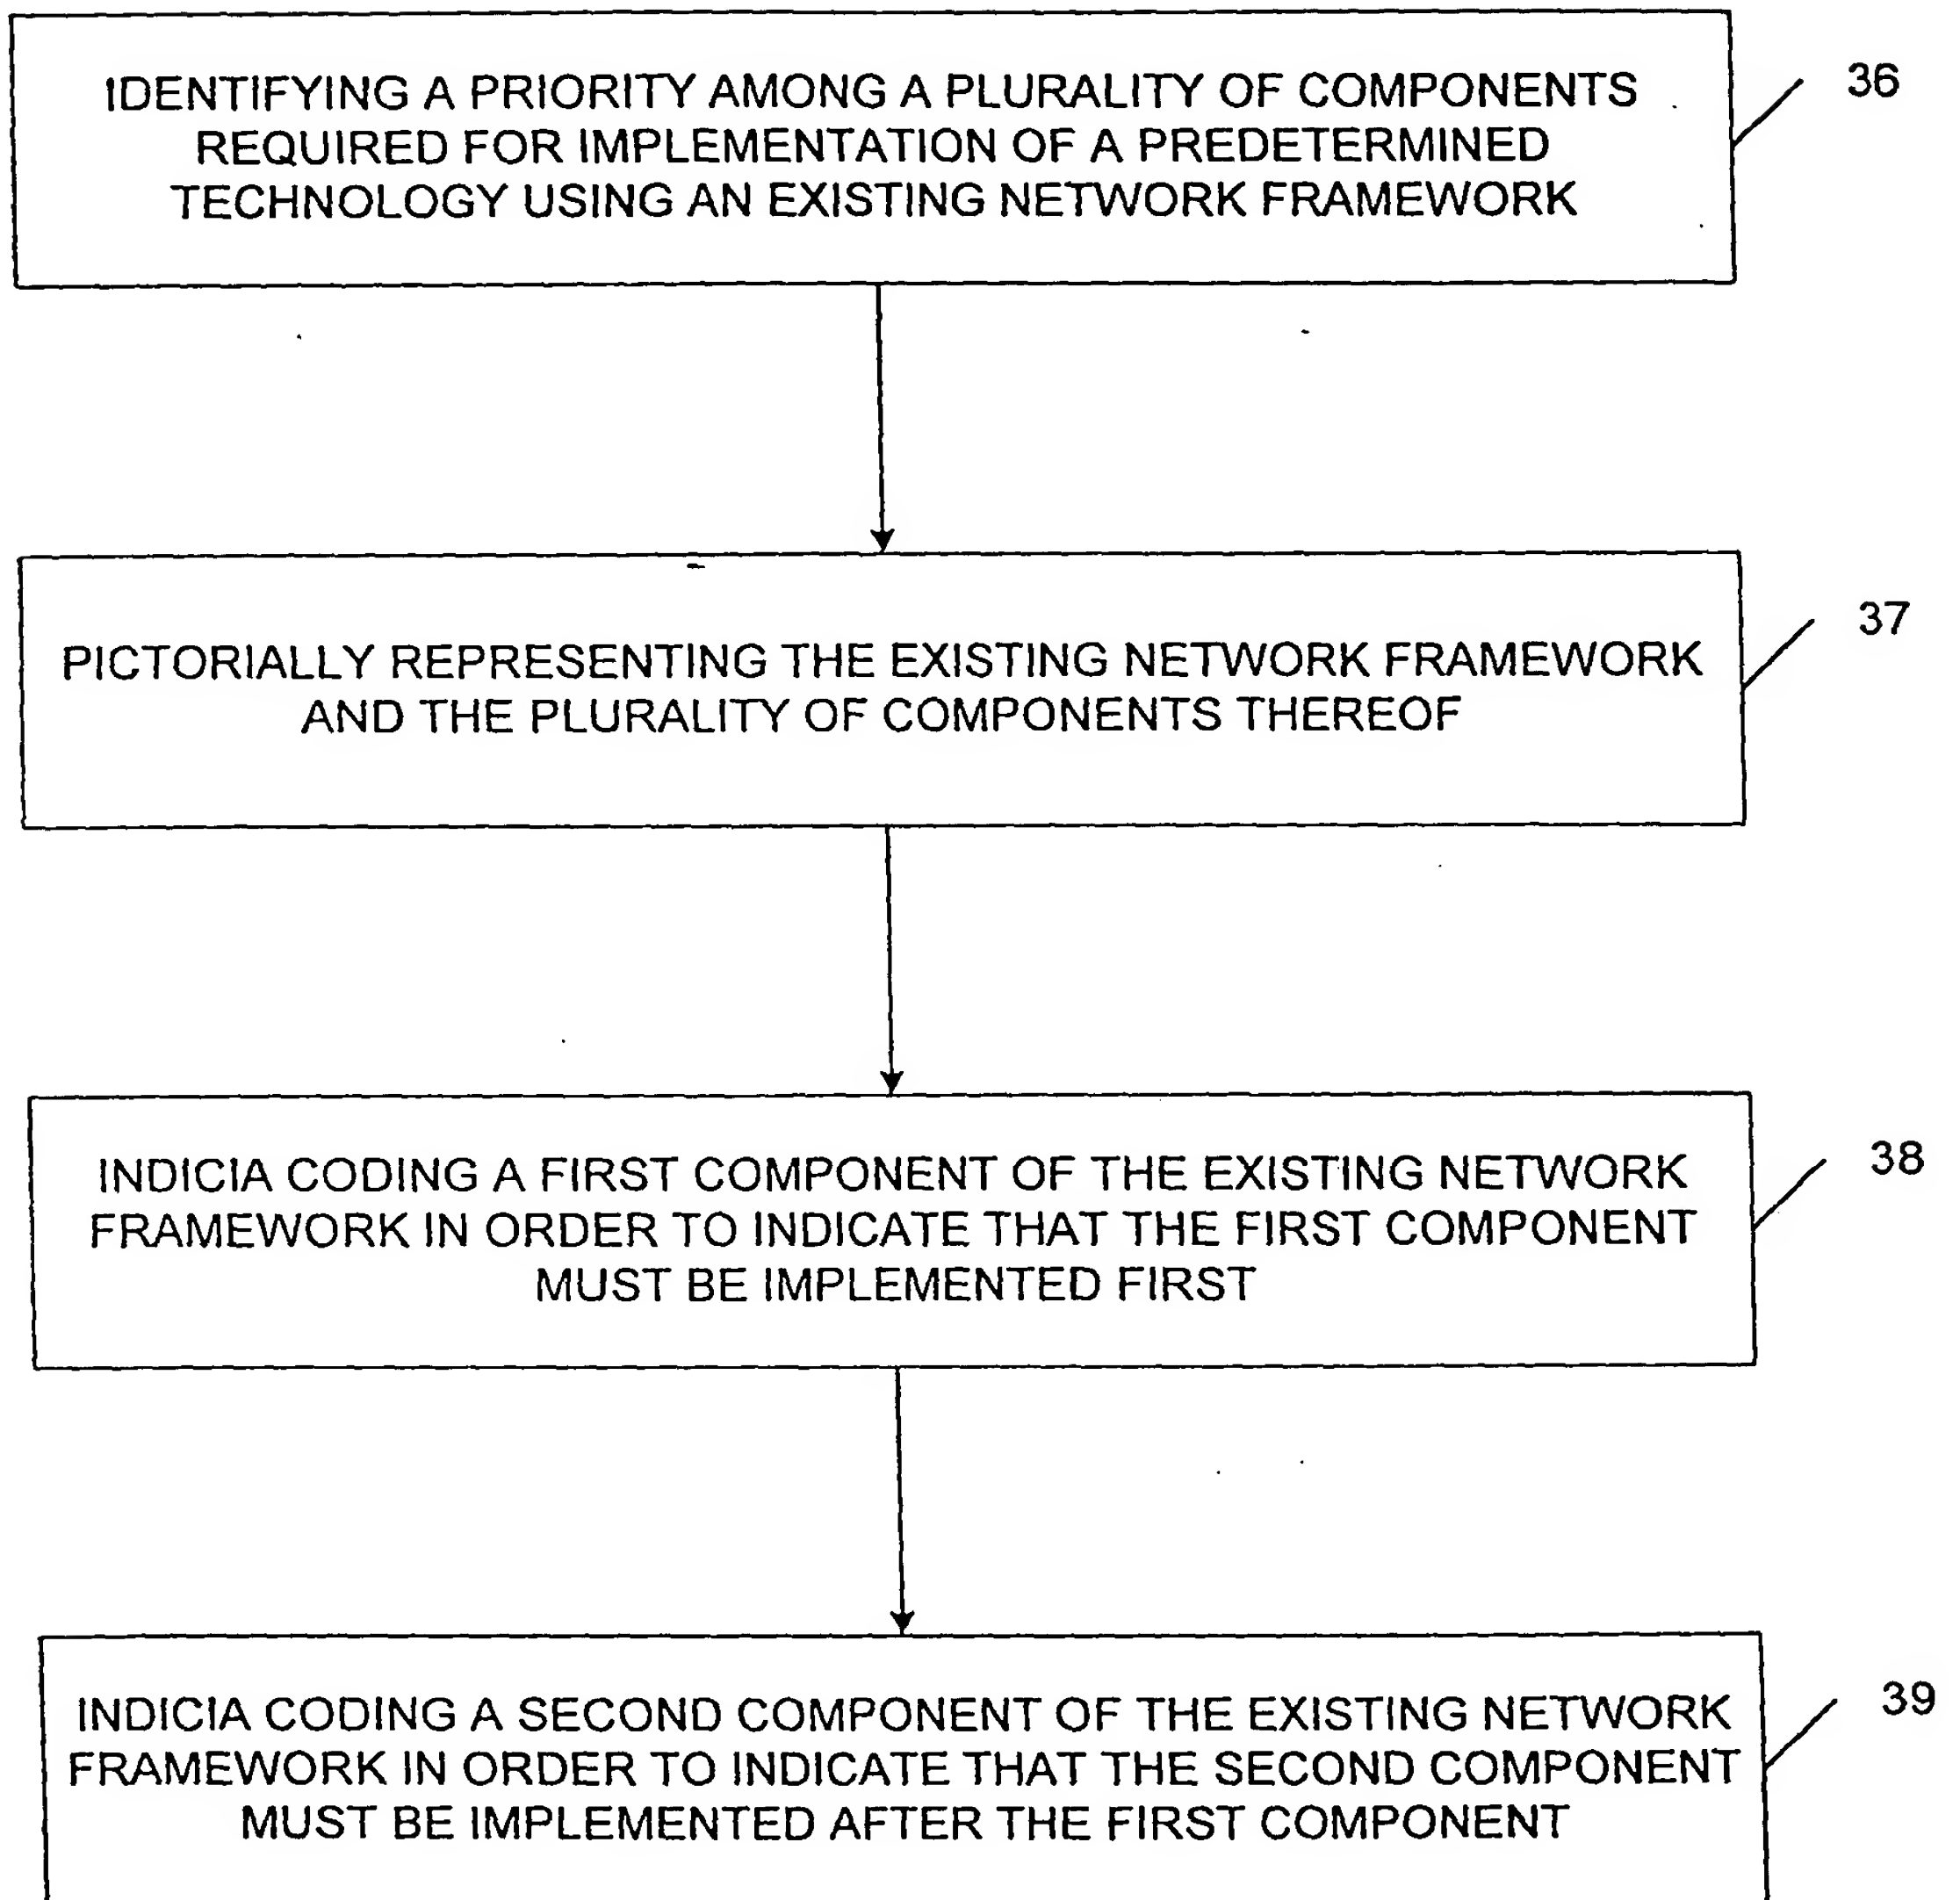 IDENTIFYING A PRIORITY AMONG A PLURALITY OF COMPONENTS
REQUIRED FOR IMPLEMENTATION OF A PREDETERMINED
TECHNOLOGY USING AN EXISTING NETWORK FRAMEWORK
36
PICTORIALLY REPRESENTING THE EXISTING NETWORK FRAMEWORK
AND THE PLURALITY OF COMPONENTS THEREOF
37
INDICIA CODING A FIRST COMPONENT OF THE EXISTING NETWORK
FRAMEWORK IN ORDER TO INDICATE THAT THE FIRST COMPONENT
MUST BE IMPLEMENTED FIRST
38
INDICIA CODING A SECOND COMPONENT OF THE EXISTING NETWORK
FRAMEWORK IN ORDER TO INDICATE THAT THE SECOND COMPONENT
MUST BE IMPLEMENTED AFTER THE FIRST COMPONENT
39